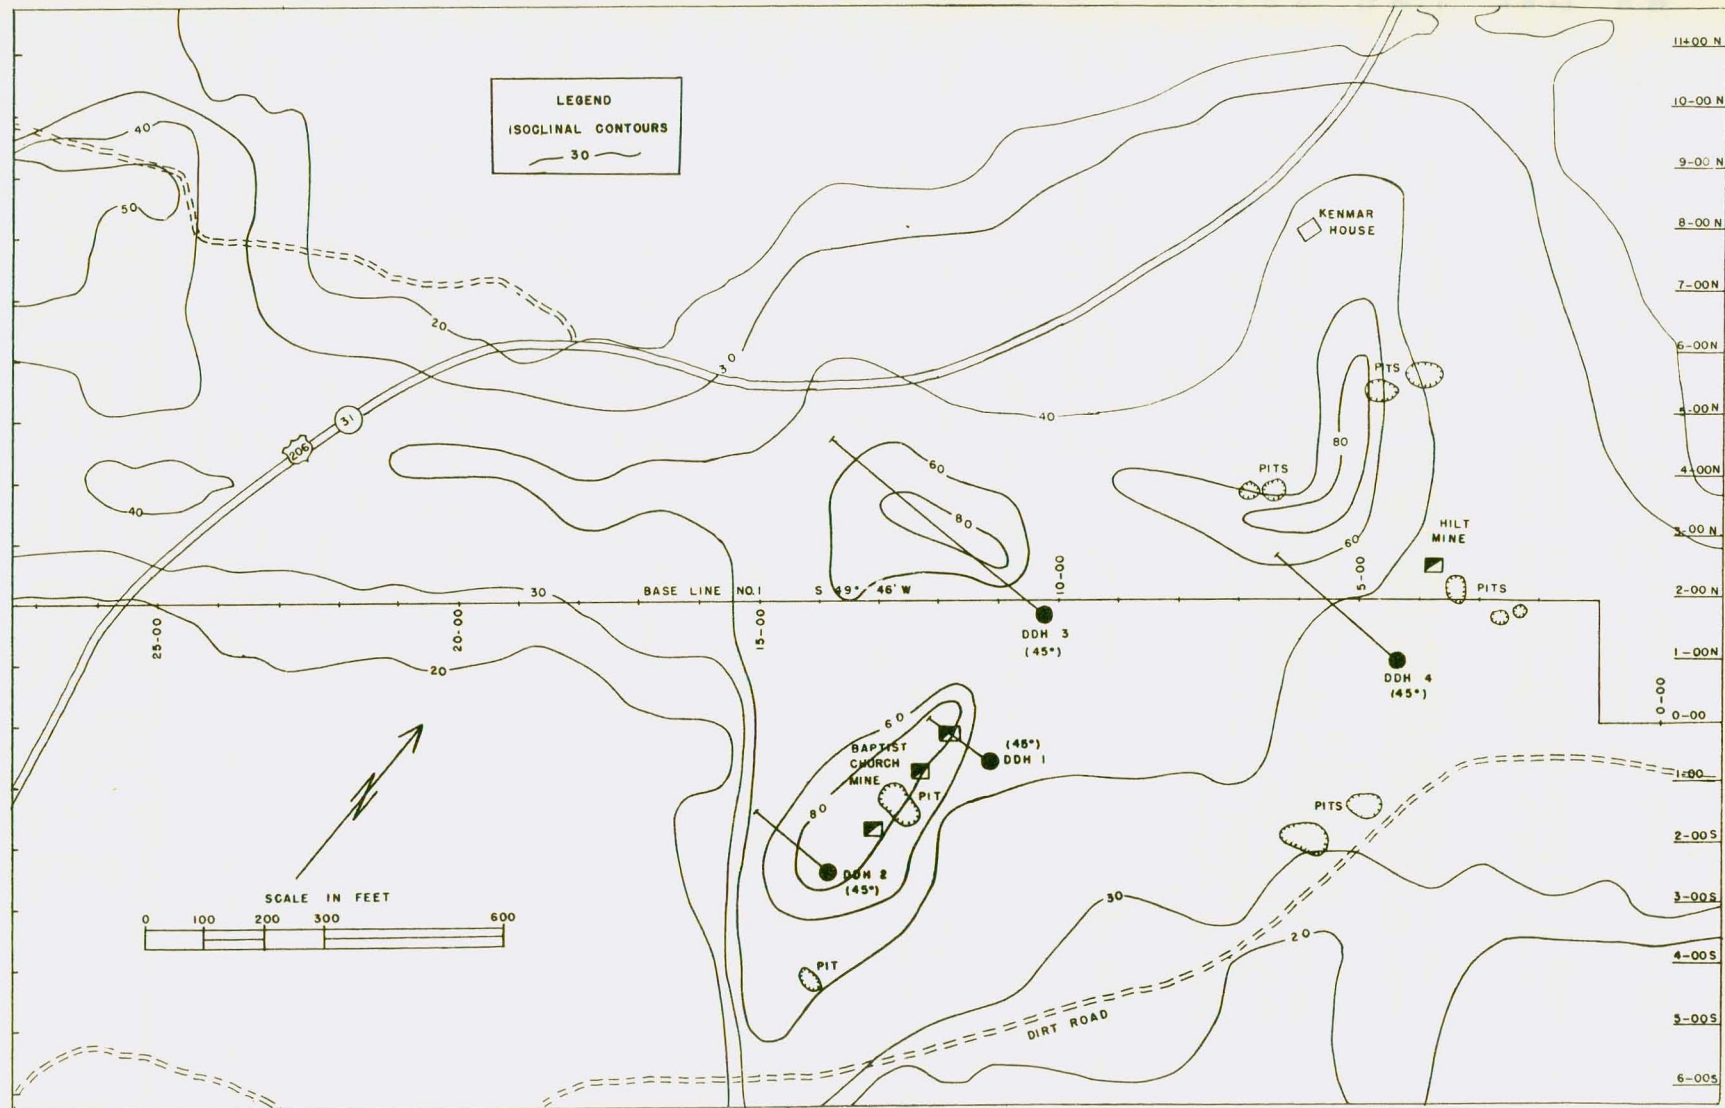 11+00 N
LEGEND
ISOCLINAL CONTOURS
30
10-00 N
40
9-00 N
50
KENMAR
HOUSE
8-00 N
7-00 N
20
6-00 N
30
PITS
31
40
5-00 N
206
80
60
PITS
4+00N
40
80
HILT
MINE
3-00 N
60
10-00
5-00
30
BASE LINE NO.1 S 49° 46' W
PITS
2-00 N
25-00
20-00
15-00
DDH 3
(45°)
20
1-00N
DDH 4
(45°)
0-00
60
0-00
BAPTIST
CHURCH
MINE
(45°)
DDH 1
1+00
PIT
80
PITS
2-00S
DDH 2
(45°)
SCALE IN FEET
0 100 200 300 600
30
3-00S
20
4-00S
PIT
DIRT ROAD
5-00S
6-00S